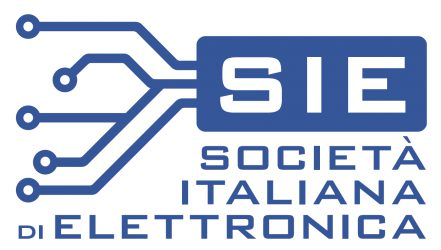 SIE
SOCIETÀ
ITALIANA
DI ELETTRONICA